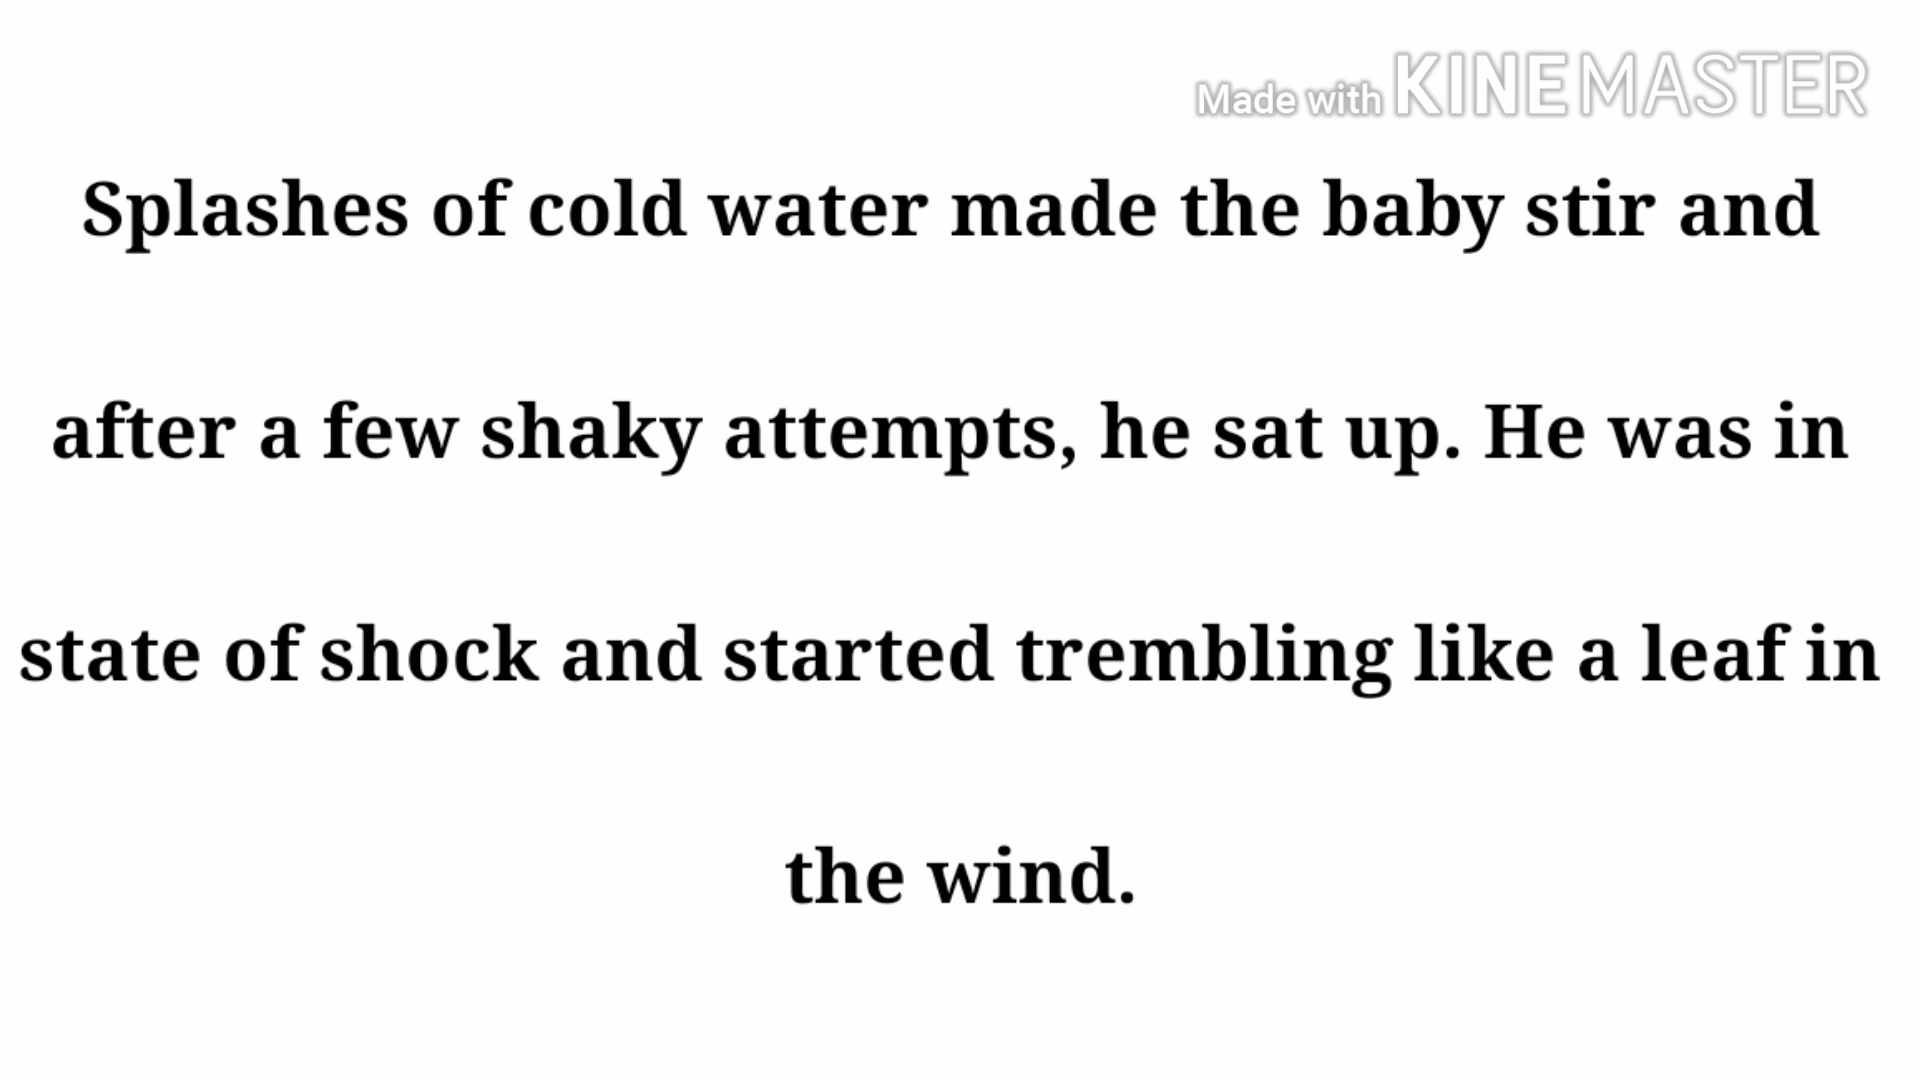 Made with KINEMASTER
Splashes of cold water made the baby stir and
after a few shaky attempts, he sat up. He was in
state of shock and started trembling like a leaf in
the wind.